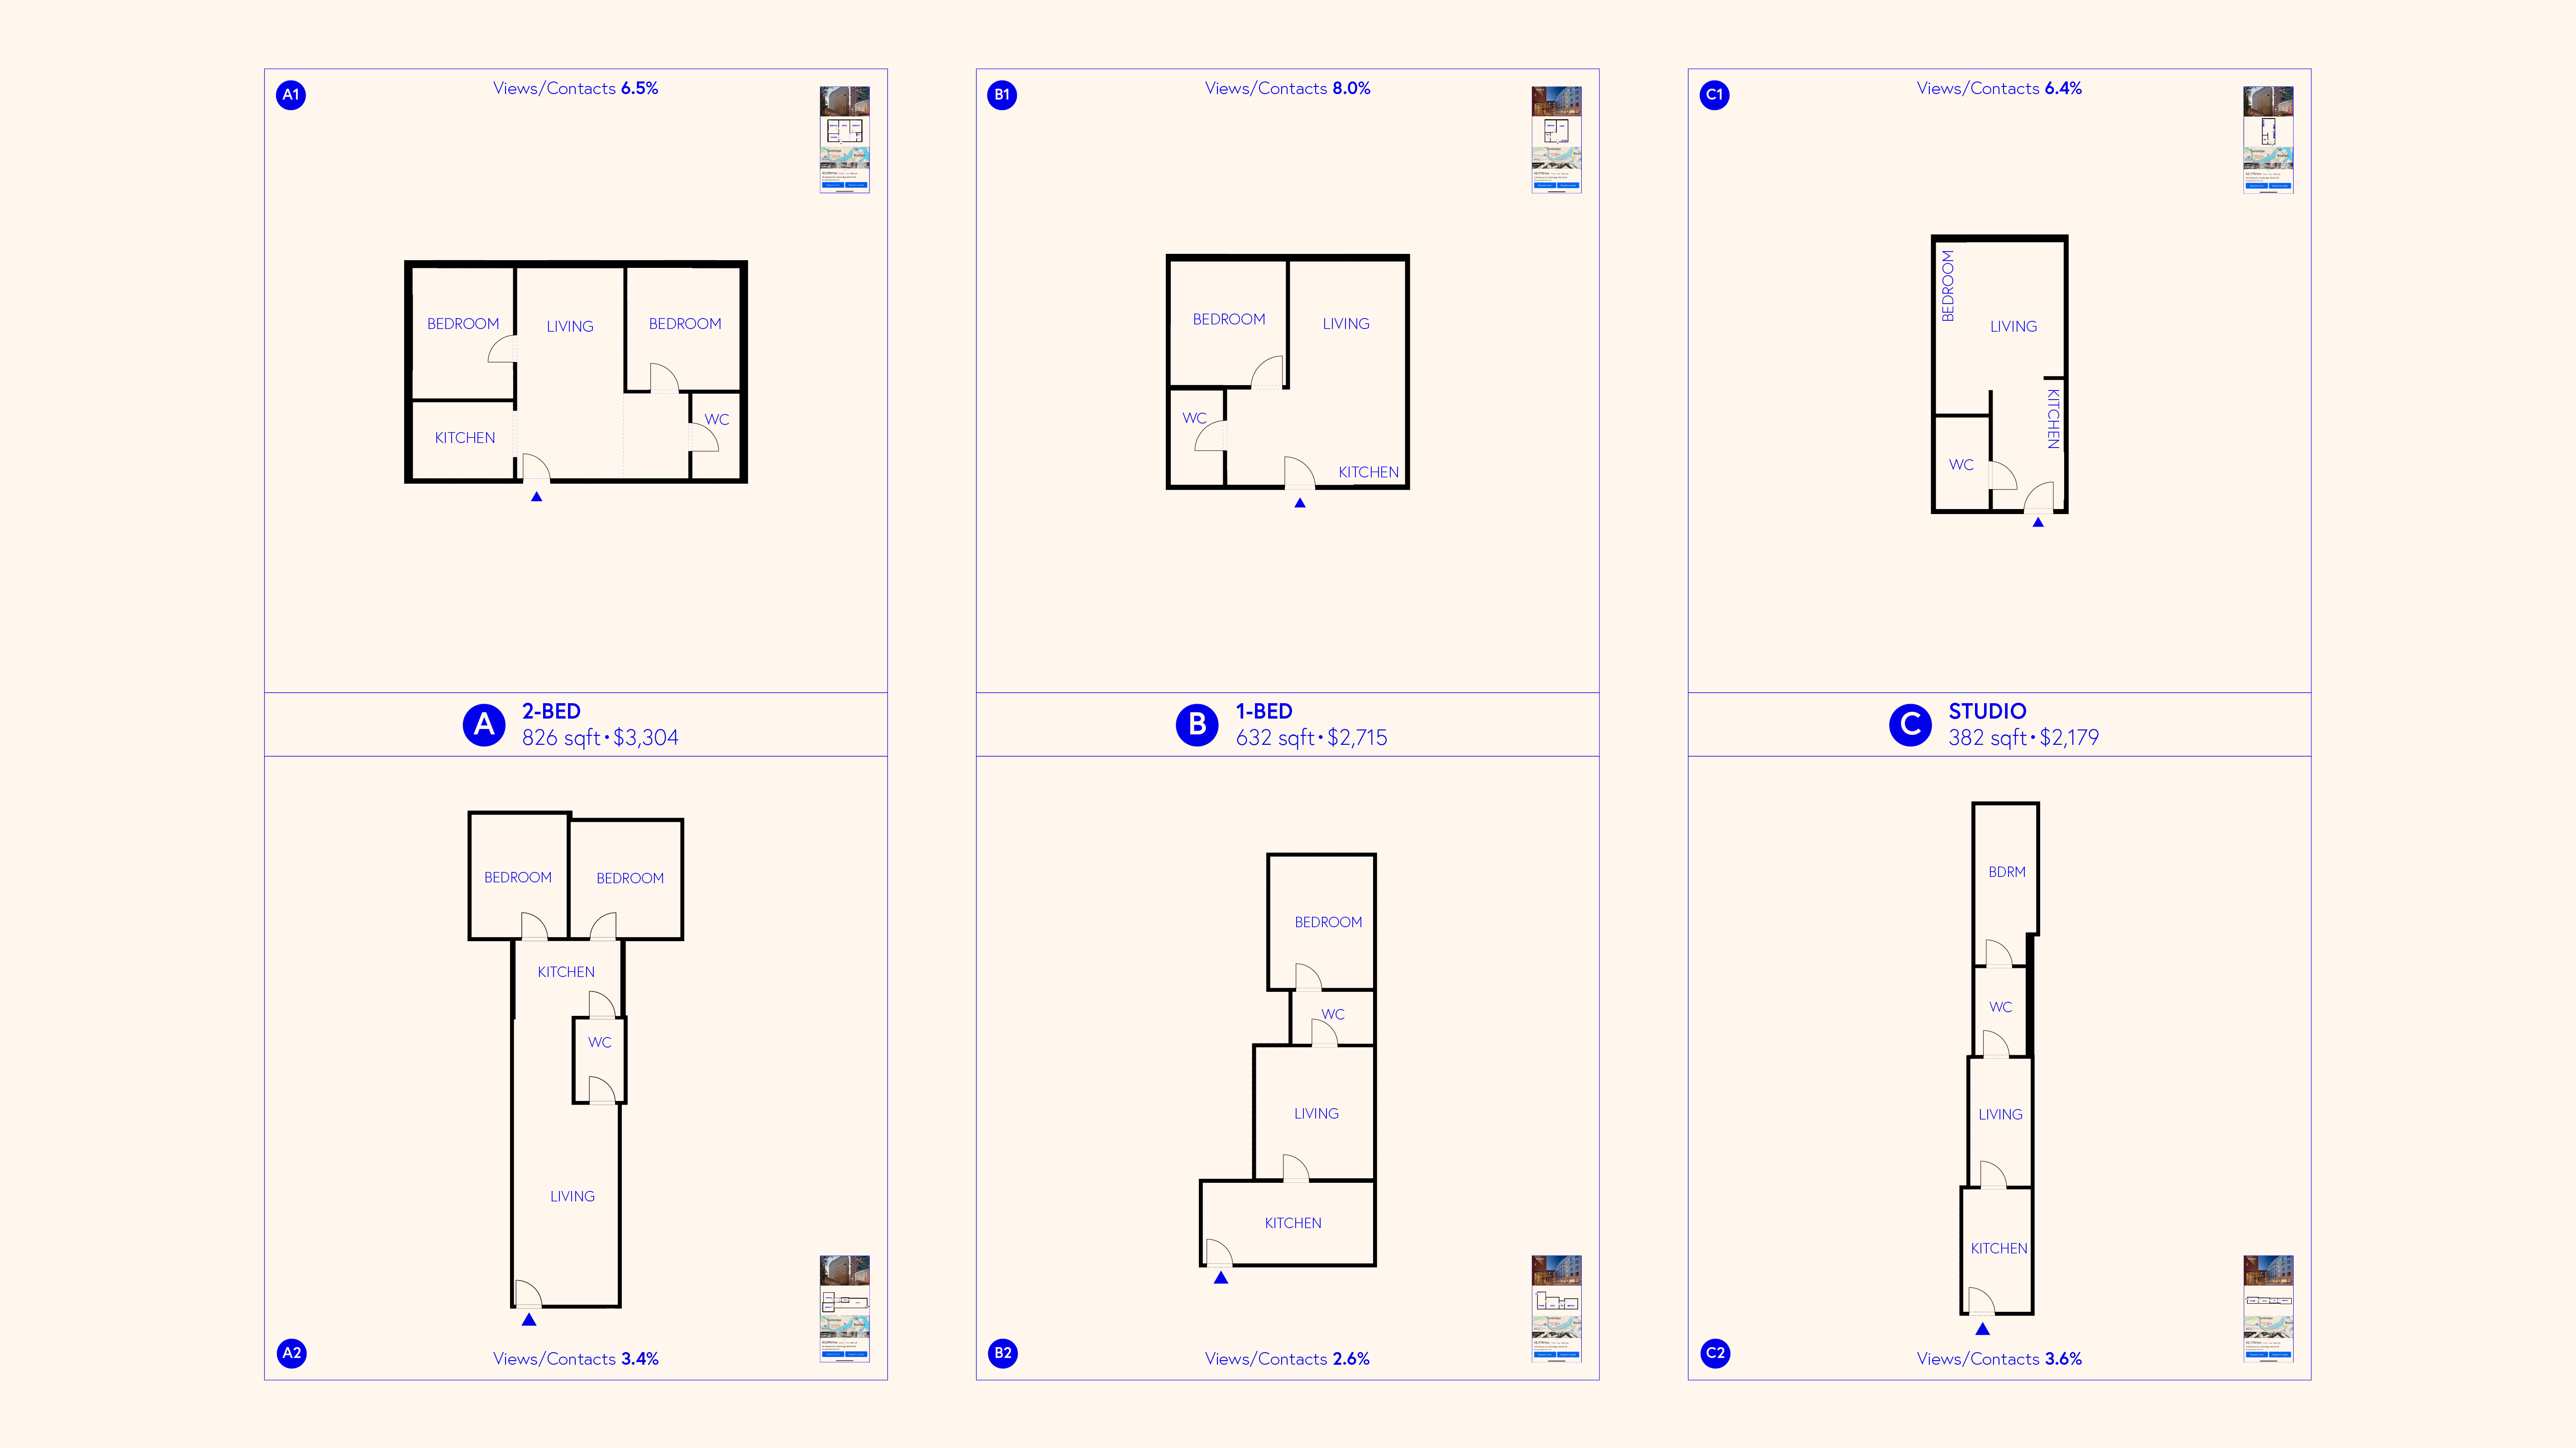 A1
Views/Contacts 6.5%
BEDROOM
LIVING
BEDROOM
KITCHEN
WC
B1
Views/Contacts 8.0%
BEDROOM
LIVING
WC
KITCHEN
C1
Views/Contacts 6.4%
BEDROOM
LIVING
KITCHEN
WC
A
2-BED
826 sqft • $3,304
B
1-BED
632 sqft • $2,715
C
STUDIO
382 sqft • $2,179
BEDROOM
BEDROOM
KITCHEN
WC
LIVING
A2
Views/Contacts 3.4%
BEDROOM
WC
LIVING
KITCHEN
B2
Views/Contacts 2.6%
BDRM
WC
LIVING
KITCHEN
C2
Views/Contacts 3.6%